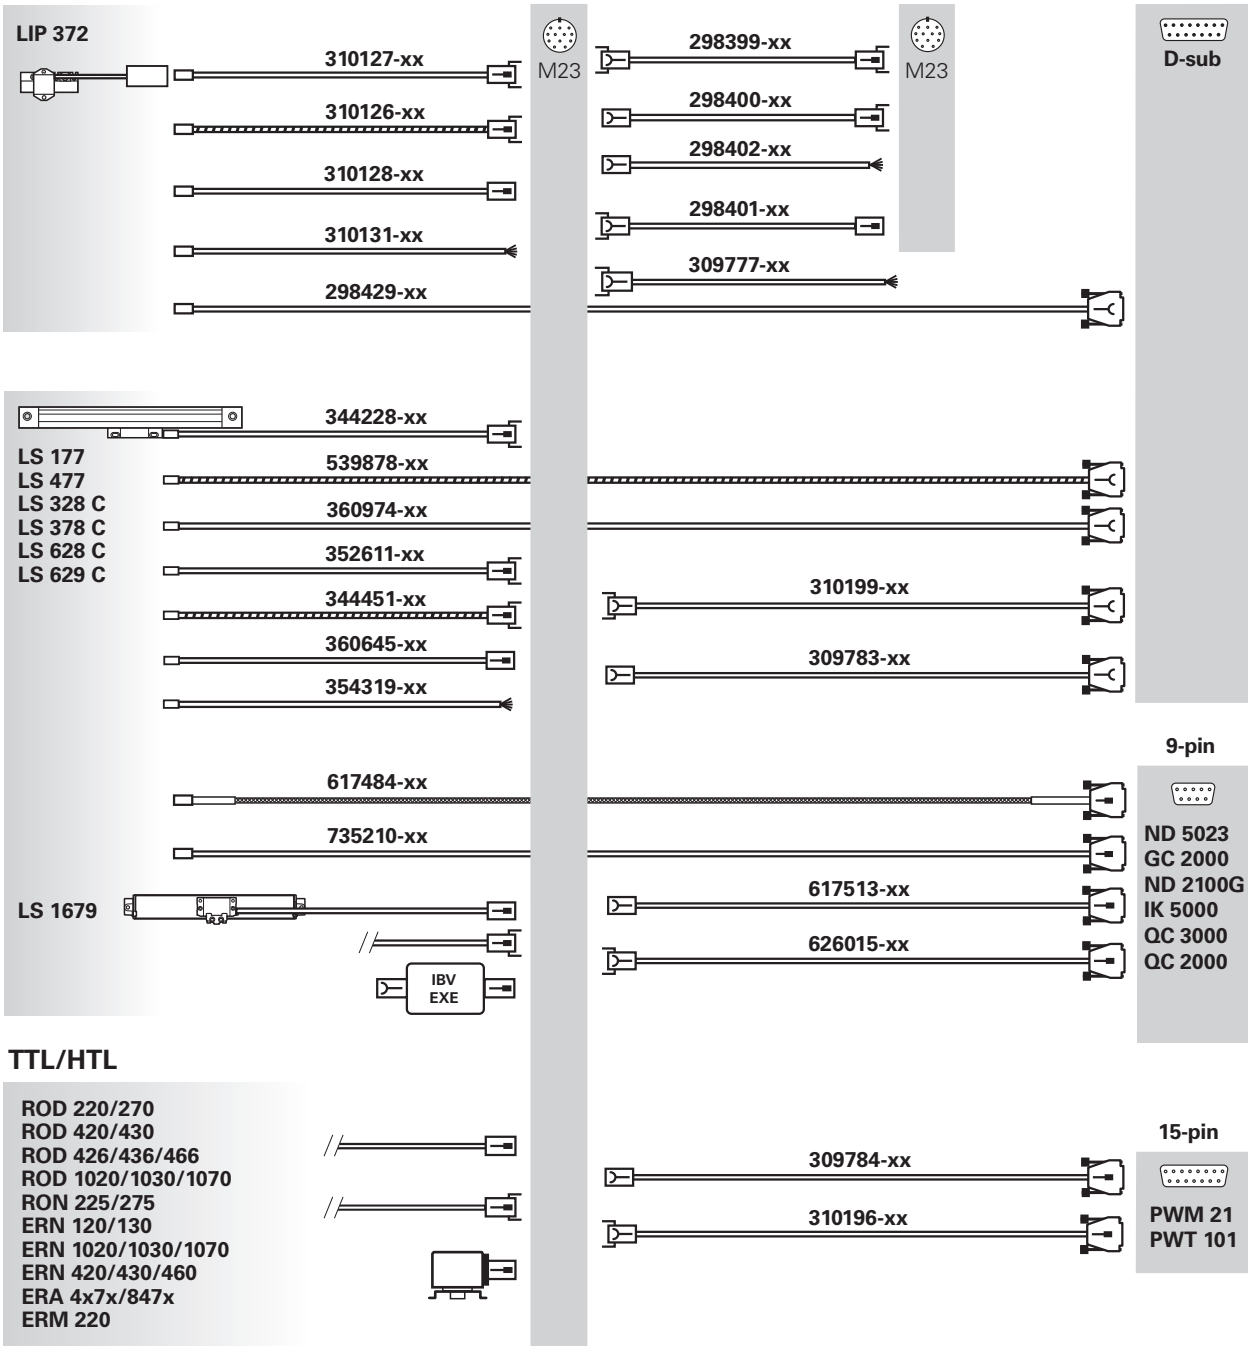 LIP 372
310127-xx
310126-xx
310128-xx
310131-xx
298429-xx
M23
298399-xx
298400-xx
298402-xx
298401-xx
309777-xx
M23
D-sub
LS 177
LS 477
LS 328 C
LS 378 C
LS 628 C
LS 629 C
344228-xx
539878-xx
360974-xx
352611-xx
344451-xx
360645-xx
354319-xx
310199-xx
309783-xx
617484-xx
735210-xx
LS 1679
IBV
EXE
617513-xx
626015-xx
9-pin
ND 5023
GC 2000
ND 2100G
IK 5000
QC 3000
QC 2000
TTL/HTL
ROD 220/270
ROD 420/430
ROD 426/436/466
ROD 1020/1030/1070
RON 225/275
ERN 120/130
ERN 1020/1030/1070
ERN 420/430/460
ERA 4x7x/847x
ERM 220
309784-xx
310196-xx
15-pin
PWM 21
PWT 101